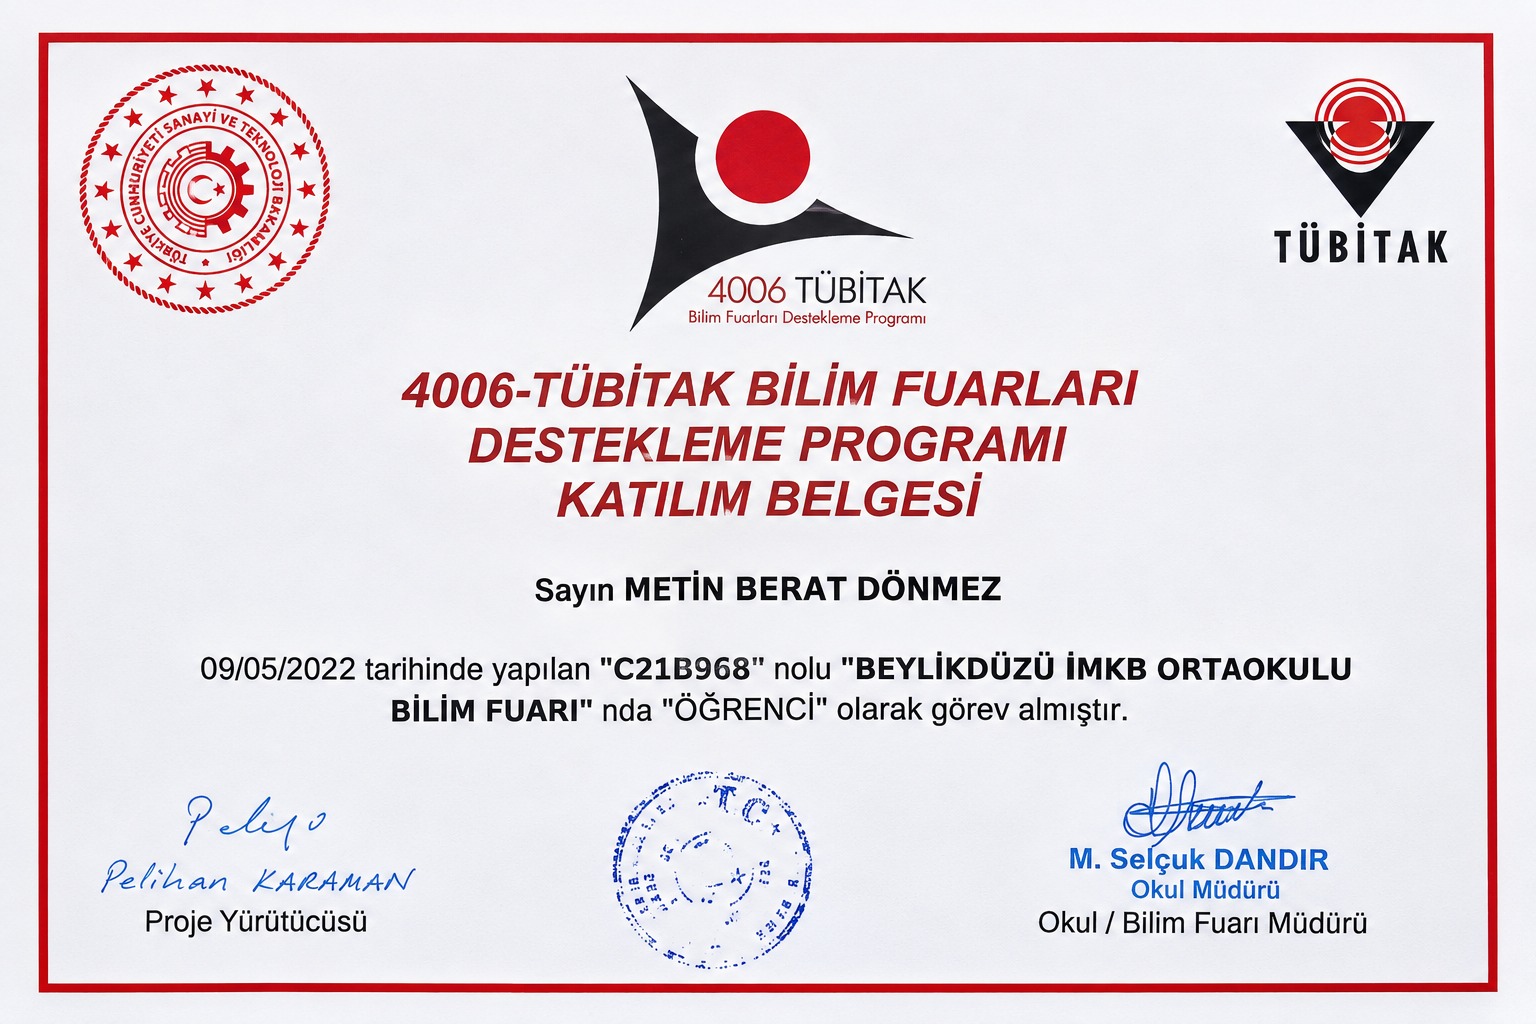 TÜRKİYE CUMHURİYETİ SANAYİ VE TEKNOLOJİ
4006 TÜBİTAK
Bilim Fuarları Destekleme Programı
TÜBİTAK
4006-TÜBİTAK BİLİM FUARLARI
DESTEKLEME PROGRAMI
KATILIM BELGESİ
Sayın METİN BERAT DÖNMEZ
09/05/2022 tarihinde yapılan "C21B968" nolu "BEYLİKDÜZÜ İMKB ORTAOKULU
BİLİM FUARI" nda "ÖĞRENCİ" olarak görev almıştır.
Pelihan KARAMAN
Proje Yürütücüsü
T.C.
M. Selçuk DANDIR
Okul Müdürü
Okul / Bilim Fuarı Müdürü